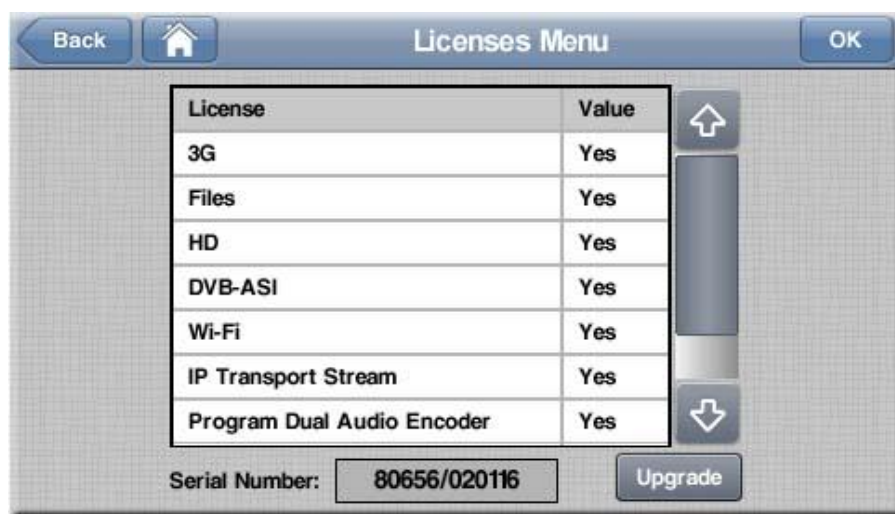 Back
Licenses Menu
OK
License Value
3G Yes
Files Yes
HD Yes
DVB-ASI Yes
Wi-Fi Yes
IP Transport Stream Yes
Program Dual Audio Encoder Yes
Serial Number: 80656/020116 Upgrade